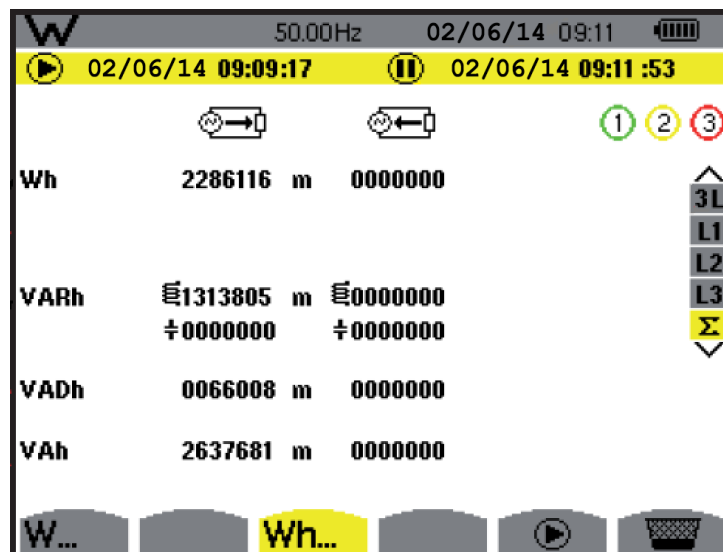 W 50.00Hz 02/06/14 09:11
02/06/14 09:09:17 02/06/14 09:11 :53
1 2 3
Wh 2286116 m 0000000
3L
L1
L2
VARh 1313805 m 0000000 L3
0000000 0000000 Σ
VADh 0066008 m 0000000
VAh 2637681 m 0000000
W... Wh...